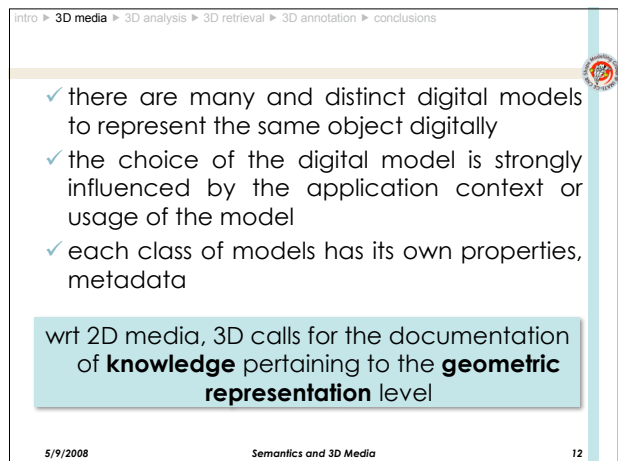 intro ► 3D media ► 3D analysis ► 3D retrieval ► 3D annotation ► conclusions
✓ there are many and distinct digital models
to represent the same object digitally
✓ the choice of the digital model is strongly
influenced by the application context or
usage of the model
✓ each class of models has its own properties,
metadata
wrt 2D media, 3D calls for the documentation
of knowledge pertaining to the geometric
representation level
5/9/2008 Semantics and 3D Media 12